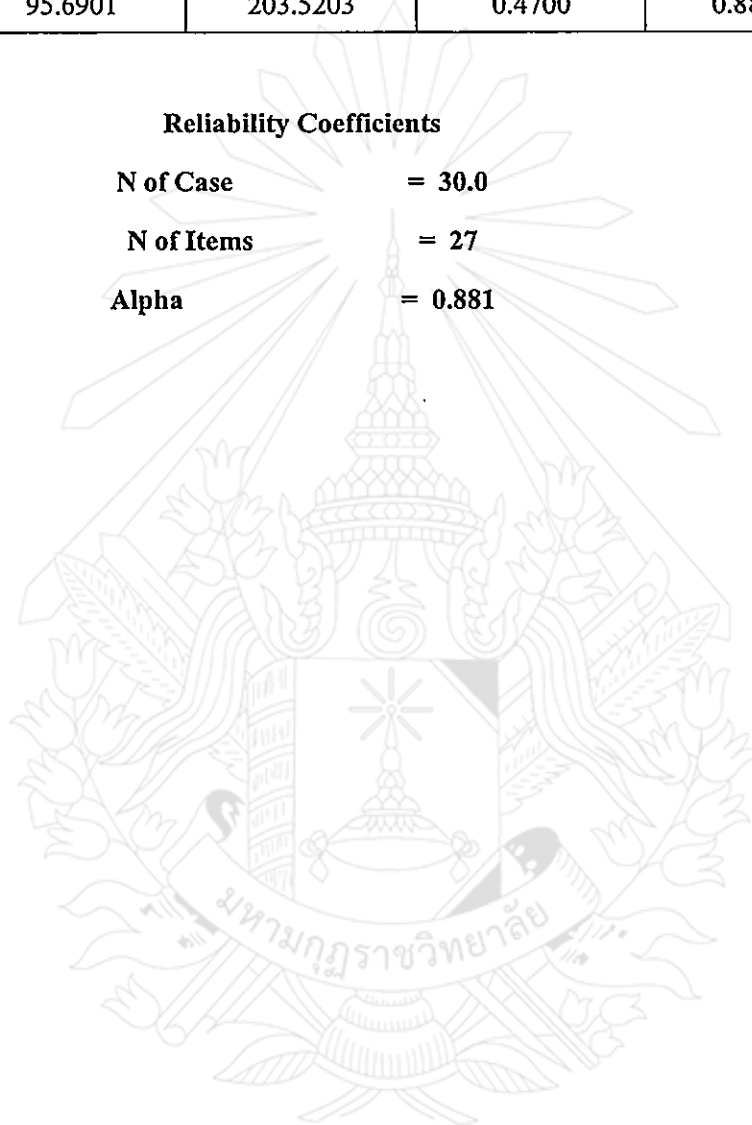 95.6901 203.5203 0.4700
Reliability Coefficients
N of Case = 30.0
N of Items = 27
Alpha = 0.881
มหามกุฏราชวิทยาลัย